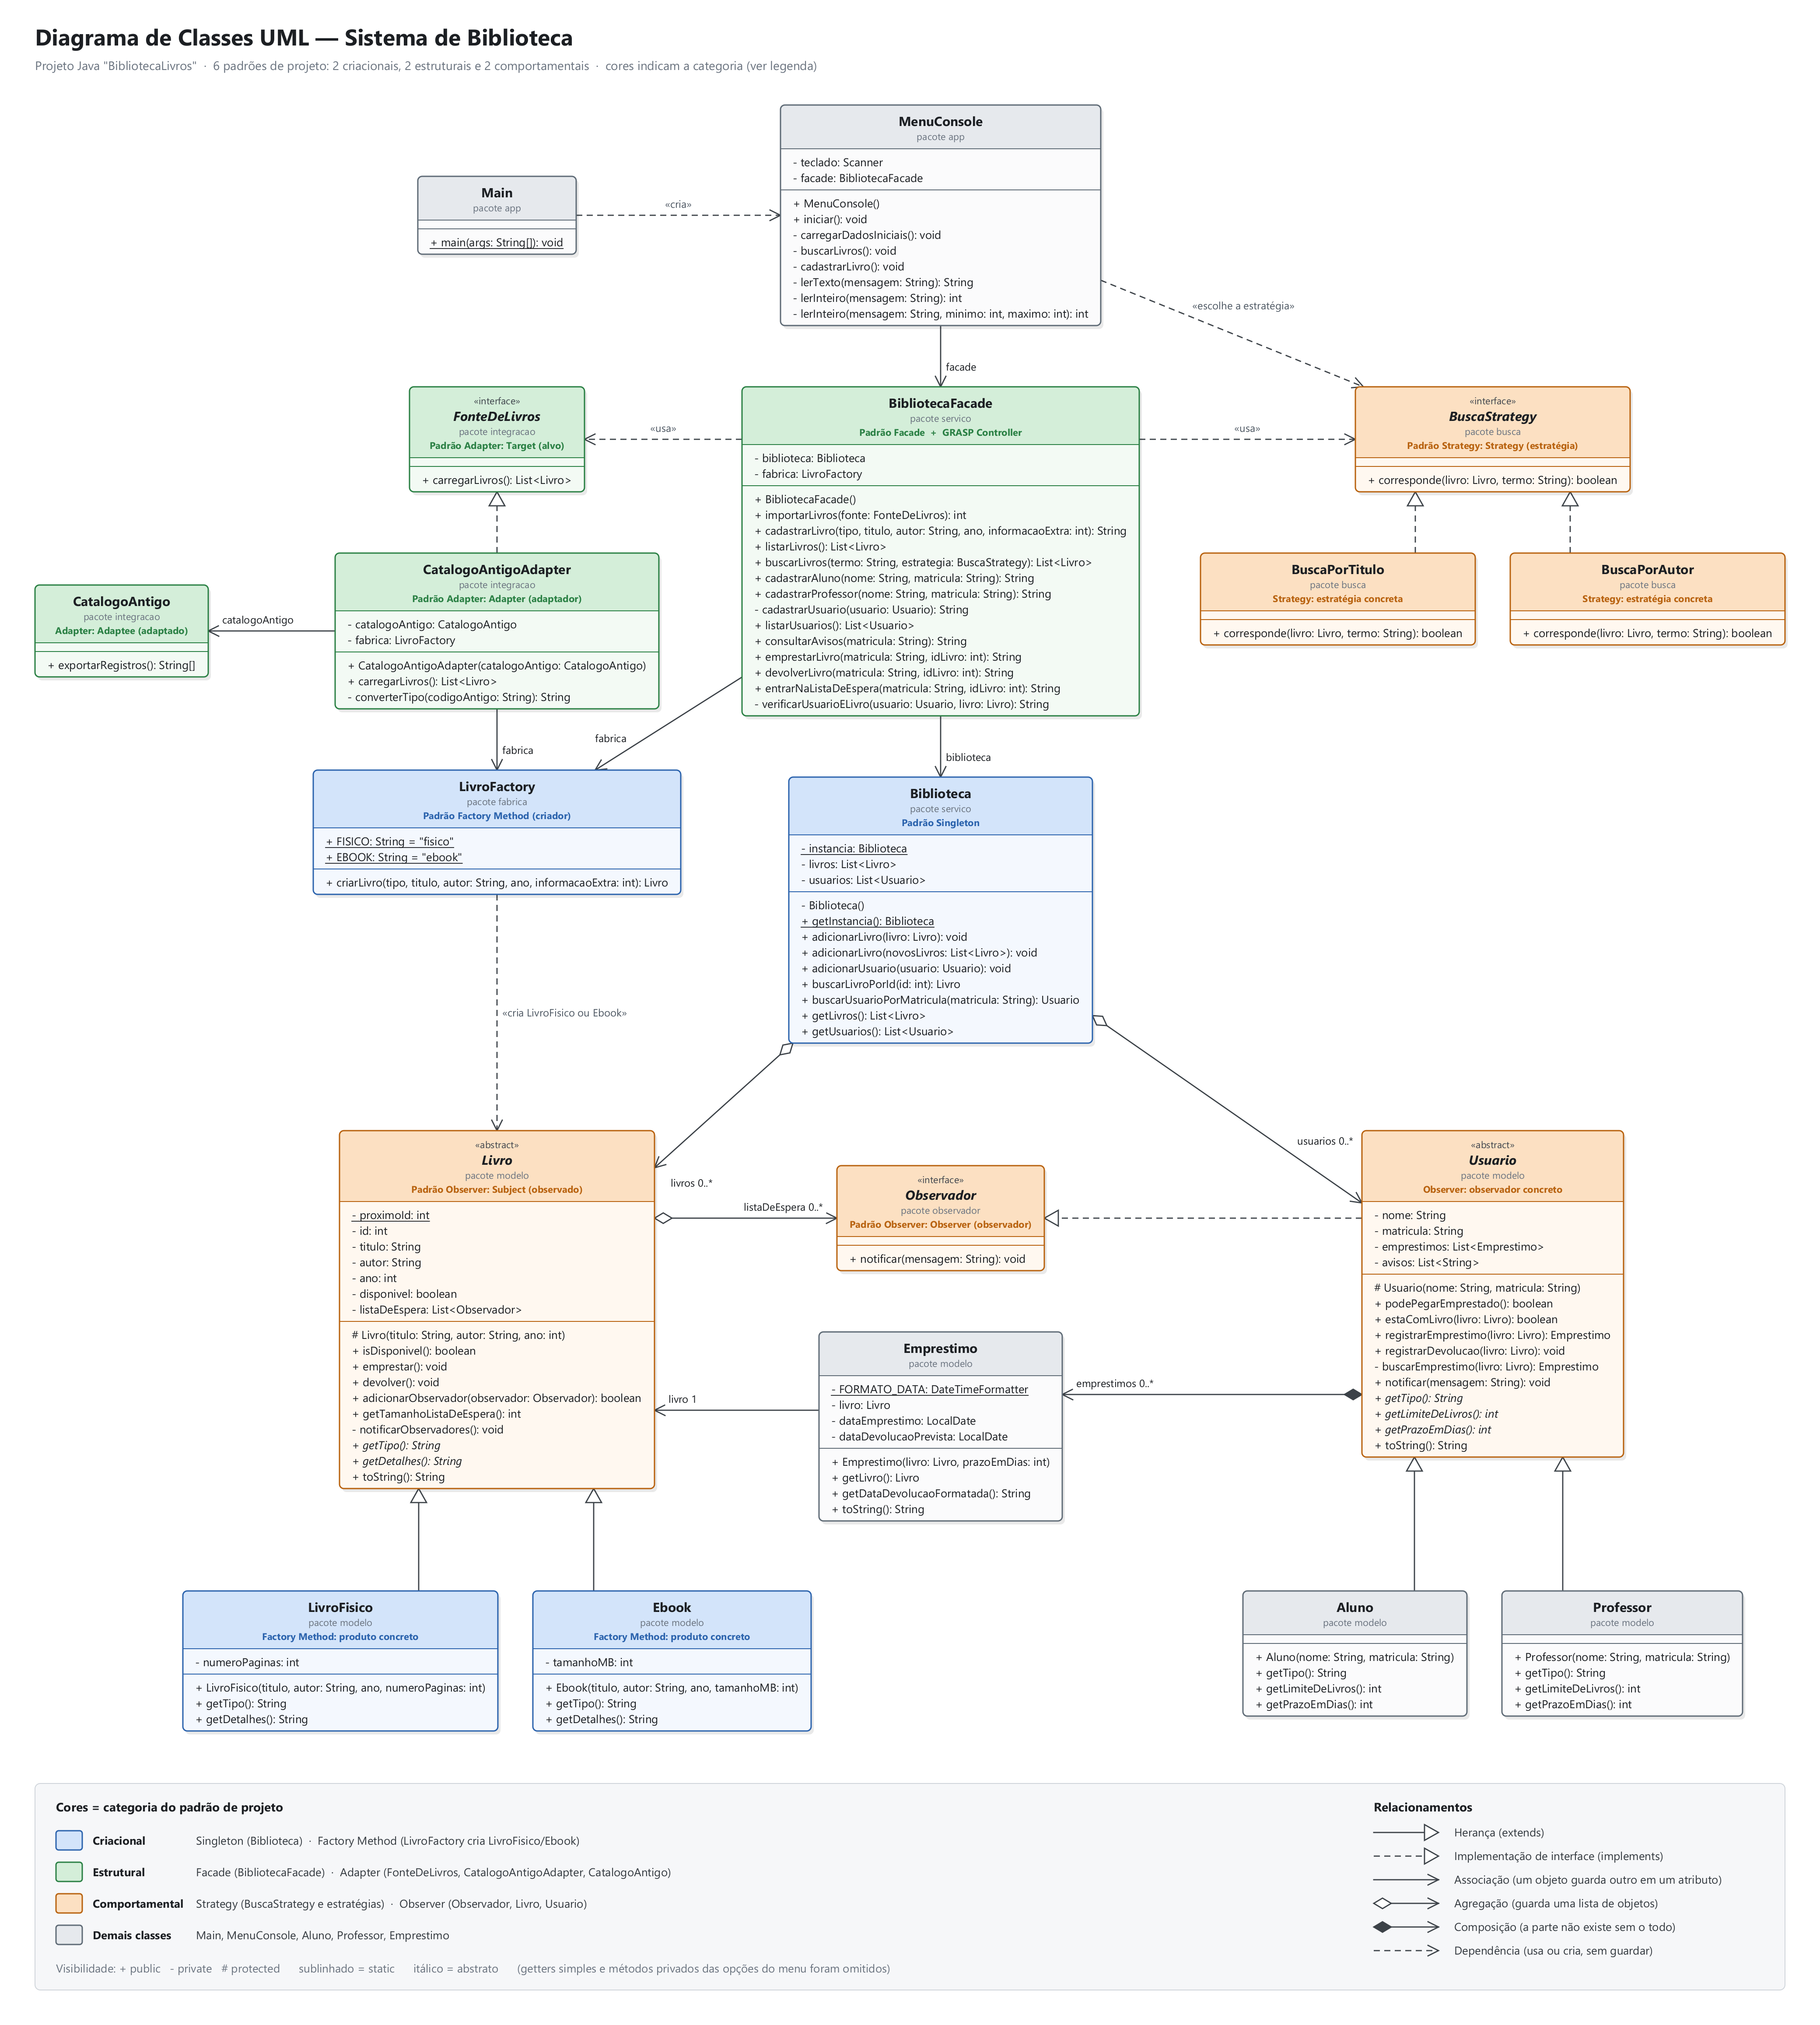 Diagrama de Classes UML — Sistema de Biblioteca
Projeto Java "BibliotecaLivros" · 6 padrões de projeto: 2 criacionais, 2 estruturais e 2 comportamentais · cores indicam a categoria (ver legenda)
MenuConsole
pacote app
- teclado: Scanner
- facade: BibliotecaFacade
+ MenuConsole()
+ iniciar(): void
- carregarDadosIniciais(): void
- buscarLivros(): void
- cadastrarLivro(): void
- lerTexto(mensagem: String): String
- lerInteiro(mensagem: String): int
- lerInteiro(mensagem: String, minimo: int, maximo: int): int
Main
pacote app
+ main(args: String[]): void
«cria»
«escolhe a estratégia»
facade
«interface»
FonteDeLivros
pacote integracao
Padrão Adapter: Target (alvo)
+ carregarLivros(): List<Livro>
«usa»
BibliotecaFacade
pacote servico
Padrão Facade + GRASP Controller
- biblioteca: Biblioteca
- fabrica: LivroFactory
+ BibliotecaFacade()
+ importarLivros(fonte: FonteDeLivros): int
+ cadastrarLivro(tipo, titulo, autor: String, ano, informacaoExtra: int): String
+ listarLivros(): List<Livro>
+ buscarLivros(termo: String, estrategia: BuscaStrategy): List<Livro>
+ cadastrarAluno(nome: String, matricula: String): String
+ cadastrarProfessor(nome: String, matricula: String): String
- cadastrarUsuario(usuario: Usuario): String
+ listarUsuarios(): List<Usuario>
+ consultarAvisos(matricula: String): String
+ emprestarLivro(matricula: String, idLivro: int): String
+ devolverLivro(matricula: String, idLivro: int): String
+ entrarNaListaDeEspera(matricula: String, idLivro: int): String
- verificarUsuarioELivro(usuario: Usuario, livro: Livro): String
«usa»
«interface»
BuscaStrategy
pacote busca
Padrão Strategy: Strategy (estratégia)
+ corresponde(livro: Livro, termo: String): boolean
BuscaPorTitulo
pacote busca
Strategy: estratégia concreta
+ corresponde(livro: Livro, termo: String): boolean
BuscaPorAutor
pacote busca
Strategy: estratégia concreta
+ corresponde(livro: Livro, termo: String): boolean
CatalogoAntigo
pacote integracao
Adapter: Adaptee (adaptado)
+ exportarRegistros(): String[]
catalogoAntigo
CatalogoAntigoAdapter
pacote integracao
Padrão Adapter: Adapter (adaptador)
- catalogoAntigo: CatalogoAntigo
- fabrica: LivroFactory
+ CatalogoAntigoAdapter(catalogoAntigo: CatalogoAntigo)
+ carregarLivros(): List<Livro>
- converterTipo(codigoAntigo: String): String
fabrica
fabrica
biblioteca
LivroFactory
pacote fabrica
Padrão Factory Method (criador)
+ FISICO: String = "fisico"
+ EBOOK: String = "ebook"
+ criarLivro(tipo, titulo, autor: String, ano, informacaoExtra: int): Livro
Biblioteca
pacote servico
Padrão Singleton
- instancia: Biblioteca
- livros: List<Livro>
- usuarios: List<Usuario>
- Biblioteca()
+ getInstancia(): Biblioteca
+ adicionarLivro(livro: Livro): void
+ adicionarLivro(novosLivros: List<Livro>): void
+ adicionarUsuario(usuario: Usuario): void
+ buscarLivroPorId(id: int): Livro
+ buscarUsuarioPorMatricula(matricula: String): Usuario
+ getLivros(): List<Livro>
+ getUsuarios(): List<Usuario>
«cria LivroFisico ou Ebook»
«abstract»
Livro
pacote modelo
Padrão Observer: Subject (observado)
- proximoId: int
- id: int
- titulo: String
- autor: String
- ano: int
- disponivel: boolean
- listaDeEspera: List<Observador>
# Livro(titulo: String, autor: String, ano: int)
+ isDisponivel(): boolean
+ emprestar(): void
+ devolver(): void
+ adicionarObservador(observador: Observador): boolean
+ getTamanhoListaDeEspera(): int
- notificarObservadores(): void
+ getTipo(): String
+ getDetalhes(): String
+ toString(): String
livros 0..*
listaDeEspera 0..*
«interface»
Observador
pacote observador
Padrão Observer: Observer (observador)
+ notificar(mensagem: String): void
usuarios 0..*
«abstract»
Usuario
pacote modelo
Observer: observador concreto
- nome: String
- matricula: String
- emprestimos: List<Emprestimo>
- avisos: List<String>
# Usuario(nome: String, matricula: String)
+ podePegarEmprestado(): boolean
+ estaComLivro(livro: Livro): boolean
+ registrarEmprestimo(livro: Livro): Emprestimo
+ registrarDevolucao(livro: Livro): void
- buscarEmprestimo(livro: Livro): Emprestimo
+ notificar(mensagem: String): void
+ getTipo(): String
+ getLimiteDeLivros(): int
+ getPrazoEmDias(): int
+ toString(): String
livro 1
Emprestimo
pacote modelo
- FORMATO_DATA: DateTimeFormatter
- livro: Livro
- dataEmprestimo: LocalDate
- dataDevolucaoPrevista: LocalDate
+ Emprestimo(livro: Livro, prazoEmDias: int)
+ getLivro(): Livro
+ getDataDevolucaoFormatada(): String
+ toString(): String
emprestimos 0..*
LivroFisico
pacote modelo
Factory Method: produto concreto
- numeroPaginas: int
+ LivroFisico(titulo, autor: String, ano, numeroPaginas: int)
+ getTipo(): String
+ getDetalhes(): String
Ebook
pacote modelo
Factory Method: produto concreto
- tamanhoMB: int
+ Ebook(titulo, autor: String, ano, tamanhoMB: int)
+ getTipo(): String
+ getDetalhes(): String
Aluno
pacote modelo
+ Aluno(nome: String, matricula: String)
+ getTipo(): String
+ getLimiteDeLivros(): int
+ getPrazoEmDias(): int
Professor
pacote modelo
+ Professor(nome: String, matricula: String)
+ getTipo(): String
+ getLimiteDeLivros(): int
+ getPrazoEmDias(): int
Cores = categoria do padrão de projeto
Criacional Singleton (Biblioteca) · Factory Method (LivroFactory cria LivroFisico/Ebook)
Estrutural Facade (BibliotecaFacade) · Adapter (FonteDeLivros, CatalogoAntigoAdapter, CatalogoAntigo)
Comportamental Strategy (BuscaStrategy e estratégias) · Observer (Observador, Livro, Usuario)
Demais classes Main, MenuConsole, Aluno, Professor, Emprestimo
Visibilidade: + public - private # protected sublinhado = static itálico = abstrato (getters simples e métodos privados das opções do menu foram omitidos)
Relacionamentos
Herança (extends)
Implementação de interface (implements)
Associação (um objeto guarda outro em um atributo)
Agregação (guarda uma lista de objetos)
Composição (a parte não existe sem o todo)
Dependência (usa ou cria, sem guardar)